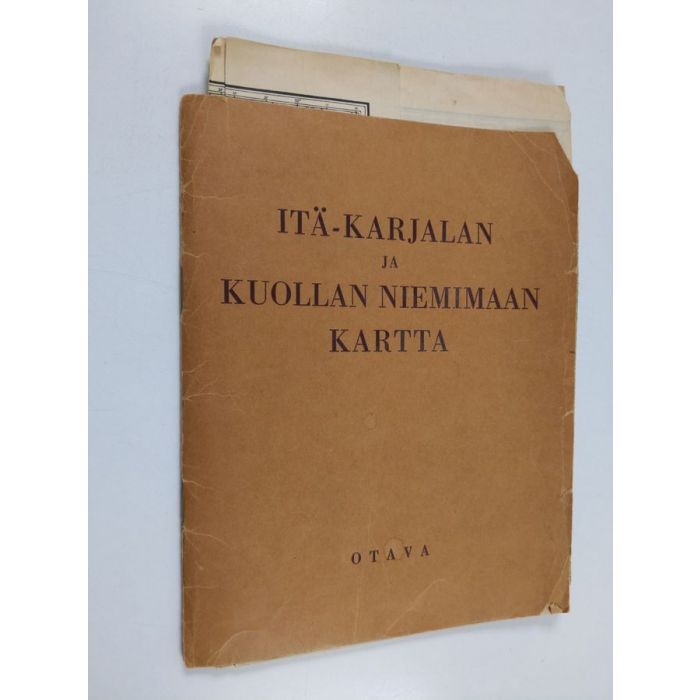 ITÄ-KARJALAN
JA
KUOLLAN NIEMIMAAN
KARTTA
OTAVA